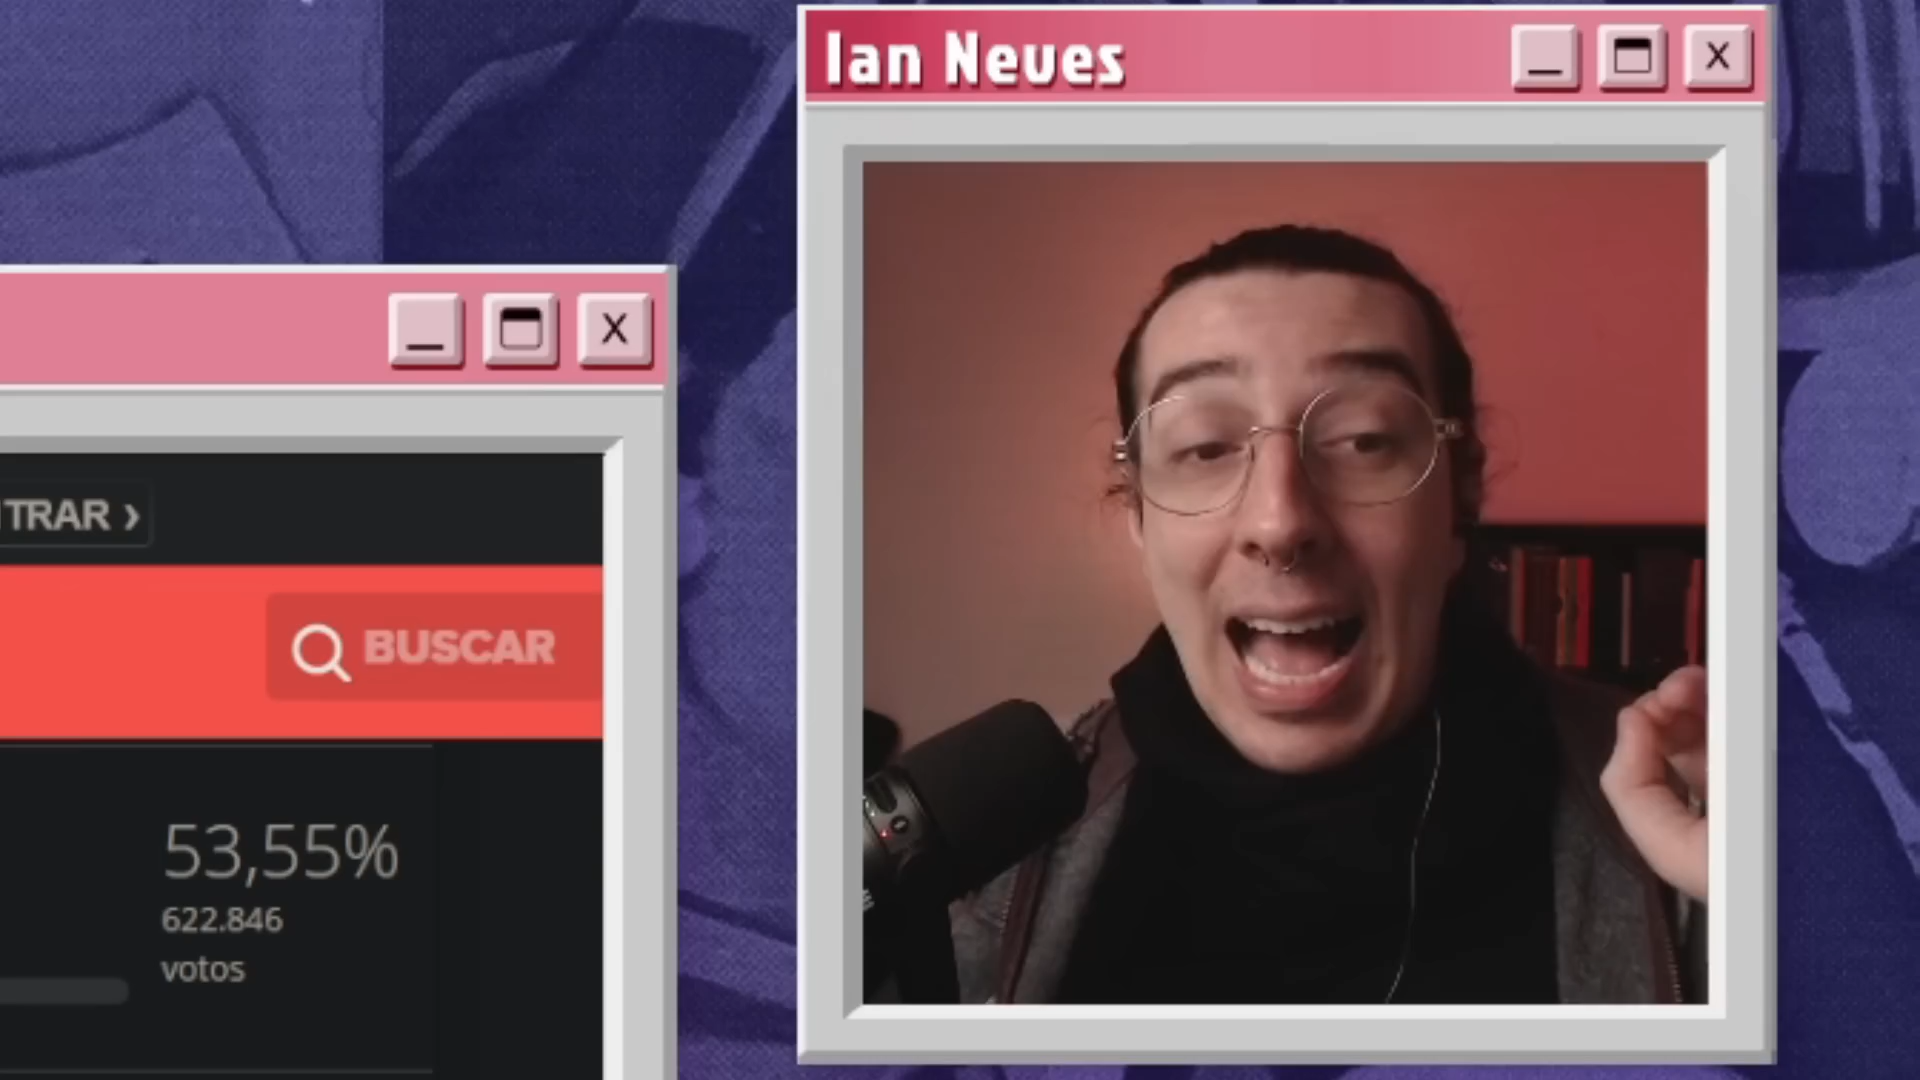 Ian Neves
X
X
TRAR ›
BUSCAR
53,55%
622.846
votos